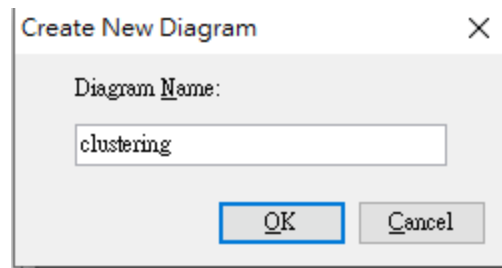 Create New Diagram
Diagram Name:
clustering
OK
Cancel